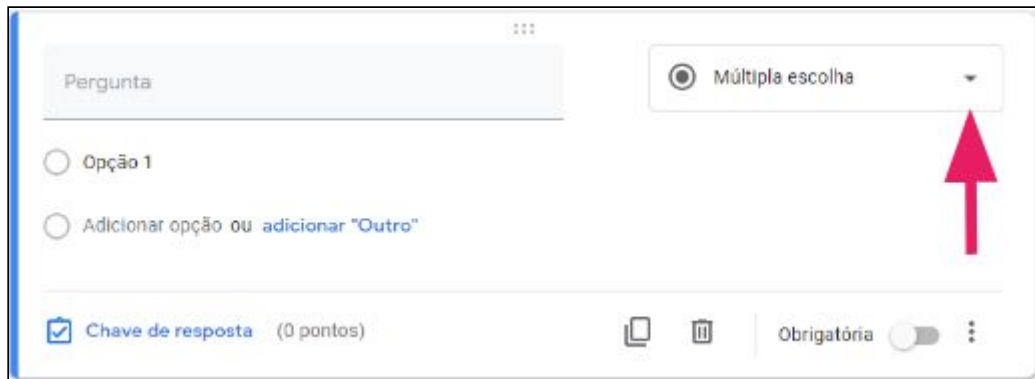 Pergunta
Múltipla escolha
Opção 1
Adicionar opção ou adicionar "Outro"
Chave de resposta (0 pontos)
Obrigatória